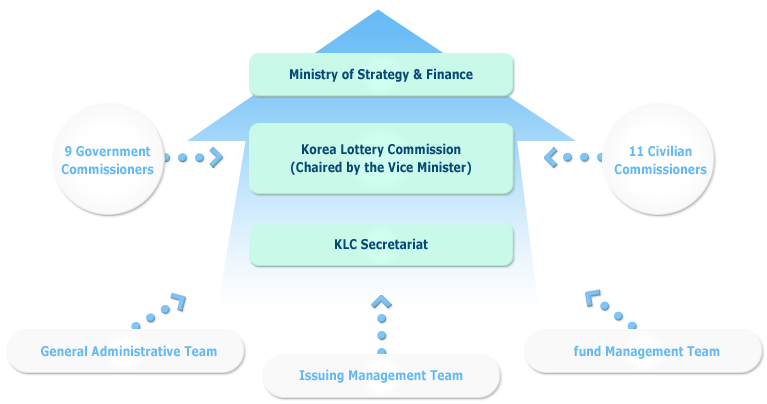 Ministry of Strategy & Finance
9 Government
Commissioners
Korea Lottery Commission
(Chaired by the Vice Minister)
11 Civilian
Commissioners
KLC Secretariat
General Administrative Team
Issuing Management Team
fund Management Team